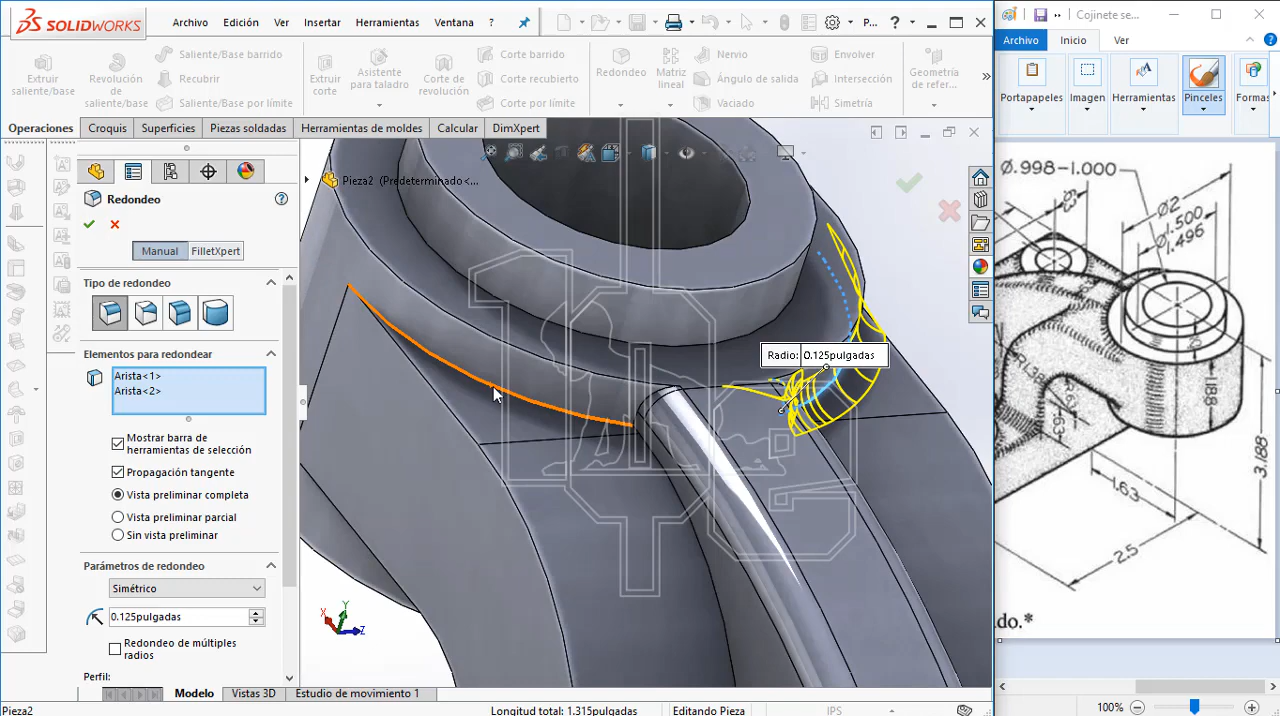 SOLIDWORKS
Archivo Edición Ver Insertar Herramientas Ventana ? P... ?
Extruir saliente/base
Revolución de saliente/base
Saliente/Base barrido
Recubrir
Saliente/Base por límite
Extruir corte
Asistente para taladro
Corte de revolución
Corte barrido
Corte recubierto
Corte por límite
Redondeo
Matriz lineal
Nervio
Ángulo de salida
Vaciado
Envolver
Intersección
Simetría
Geometría de refer...
Operaciones Croquis Superficies Piezas soldadas Herramientas de moldes Calcular DimXpert
Redondeo
Manual FilletXpert
Tipo de redondeo
Elementos para redondear
Arista<1>
Arista<2>
Mostrar barra de
herramientas de selección
Propagación tangente
Vista preliminar completa
Vista preliminar parcial
Sin vista preliminar
Parámetros de redondeo
Simétrico
0.125pulgadas
Redondeo de múltiples
radios
Perfil:
Pieza2 (Predeterminado<...
Radio: 0.125pulgadas
X Y Z
Modelo Vistas 3D Estudio de movimiento 1
Pieza2 Longitud total: 1.315pulgadas Editando Pieza IPS
Cojinete se...
Archivo Inicio Ver
Portapapeles Imagen Herramientas Pinceles Formas
Ø.998-1.000
.63
Ø2
Ø1.500
1.496
1.88
.63
3.188
1.63
2.5
do.*
100%